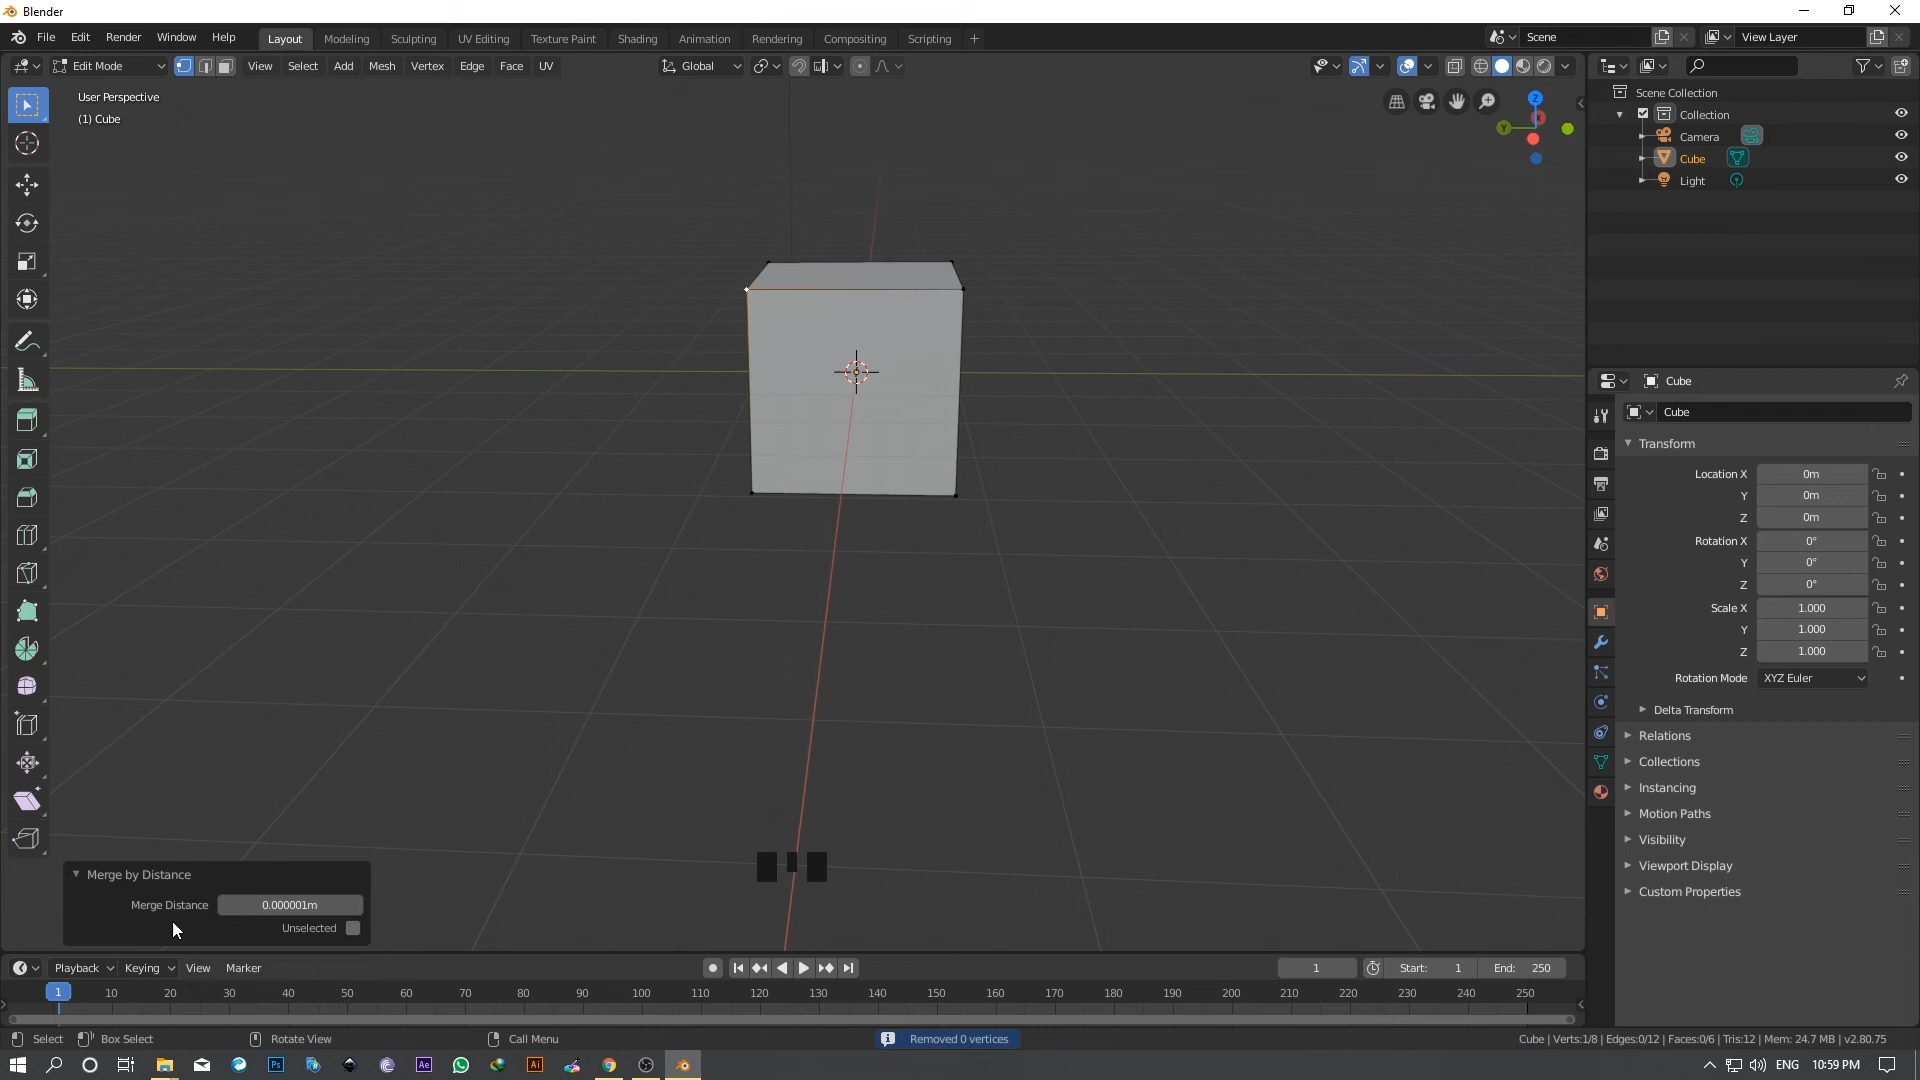 Blender
File Edit Render Window Help Layout Modeling Sculpting UV Editing Texture Paint Shading Animation Rendering Compositing Scripting + Scene View Layer
Edit Mode View Select Add Mesh Vertex Edge Face UV Global
User Perspective
(1) Cube
Z
X
Y
Scene Collection
Collection
Camera
Cube
Light
Cube
Cube
Transform
Location X 0m
Y 0m
Z 0m
Rotation X 0°
Y 0°
Z 0°
Scale X 1.000
Y 1.000
Z 1.000
Rotation Mode XYZ Euler
Delta Transform
Relations
Collections
Instancing
Motion Paths
Visibility
Viewport Display
Custom Properties
Merge by Distance
Merge Distance 0.000001m
Unselected
Playback Keying View Marker 1 Start: 1 End: 250
1 10 20 30 40 50 60 70 80 90 100 110 120 130 140 150 160 170 180 190 200 210 220 230 240 250
Select Box Select Rotate View Call Menu Removed 0 vertices Cube | Verts:1/8 | Edges:0/12 | Faces:0/6 | Tris:12 | Mem: 24.7 MB | v2.80.75
Ps Ae Ai ENG 10:59 PM